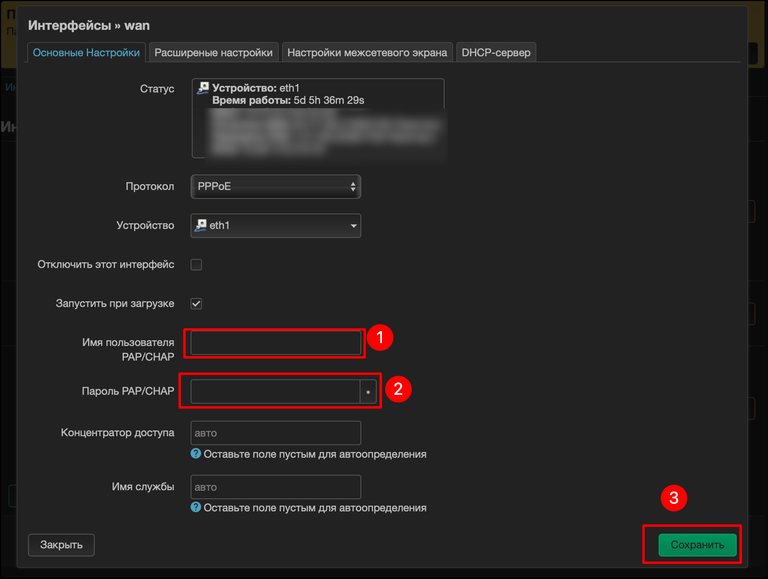 Интерфейсы » wan
Основные Настройки Расширеные настройки Настройки межсетевого экрана DHCP-сервер
Статус
Устройство: eth1
Время работы: 5d 5h 36m 29s
Протокол PPPoE
Устройство eth1
Отключить этот интерфейс
Запустить при загрузке
Имя пользователя
PAP/CHAP
1
Пароль PAP/CHAP
2
Концентратор доступа авто
Оставьте поле пустым для автоопределения
Имя службы авто
Оставьте поле пустым для автоопределения
3
Закрыть Сохранить